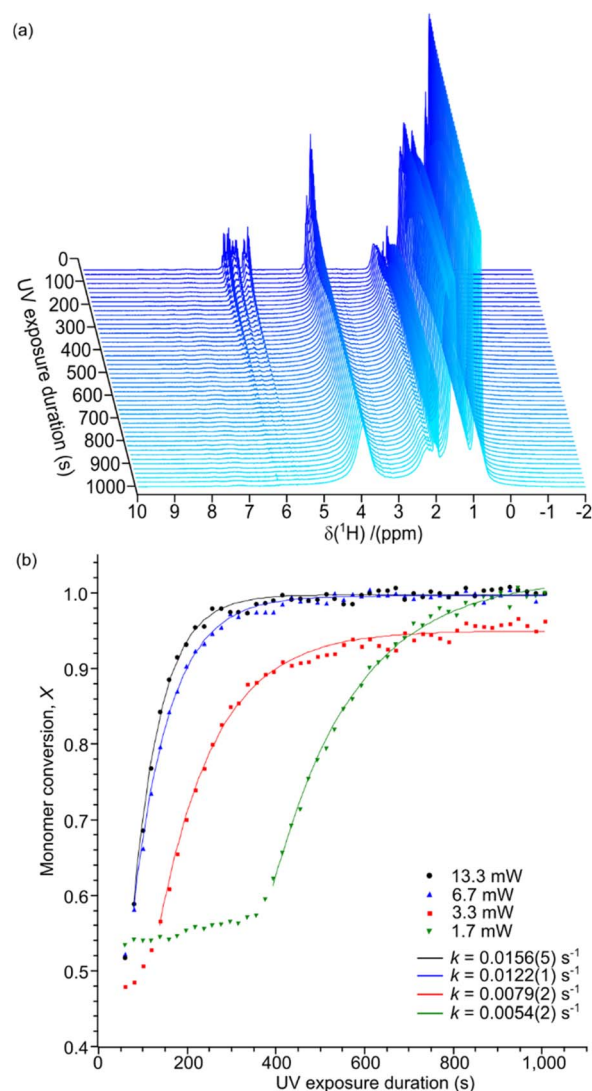 (a)
0
100
200
300
400
500
600
700
800
900
1000
UV exposure duration (s)
10 9 8 7 6 5 4 3 2 1 0 -1 -2
δ(¹H) /(ppm)
(b)
1.0
0.9
0.8
0.7
0.6
0.5
0.4
Monomer conversion, X
13.3 mW
6.7 mW
3.3 mW
1.7 mW
k = 0.0156(5) s⁻¹
k = 0.0122(1) s⁻¹
k = 0.0079(2) s⁻¹
k = 0.0054(2) s⁻¹
0 200 400 600 800 1,000
UV exposure duration (s)